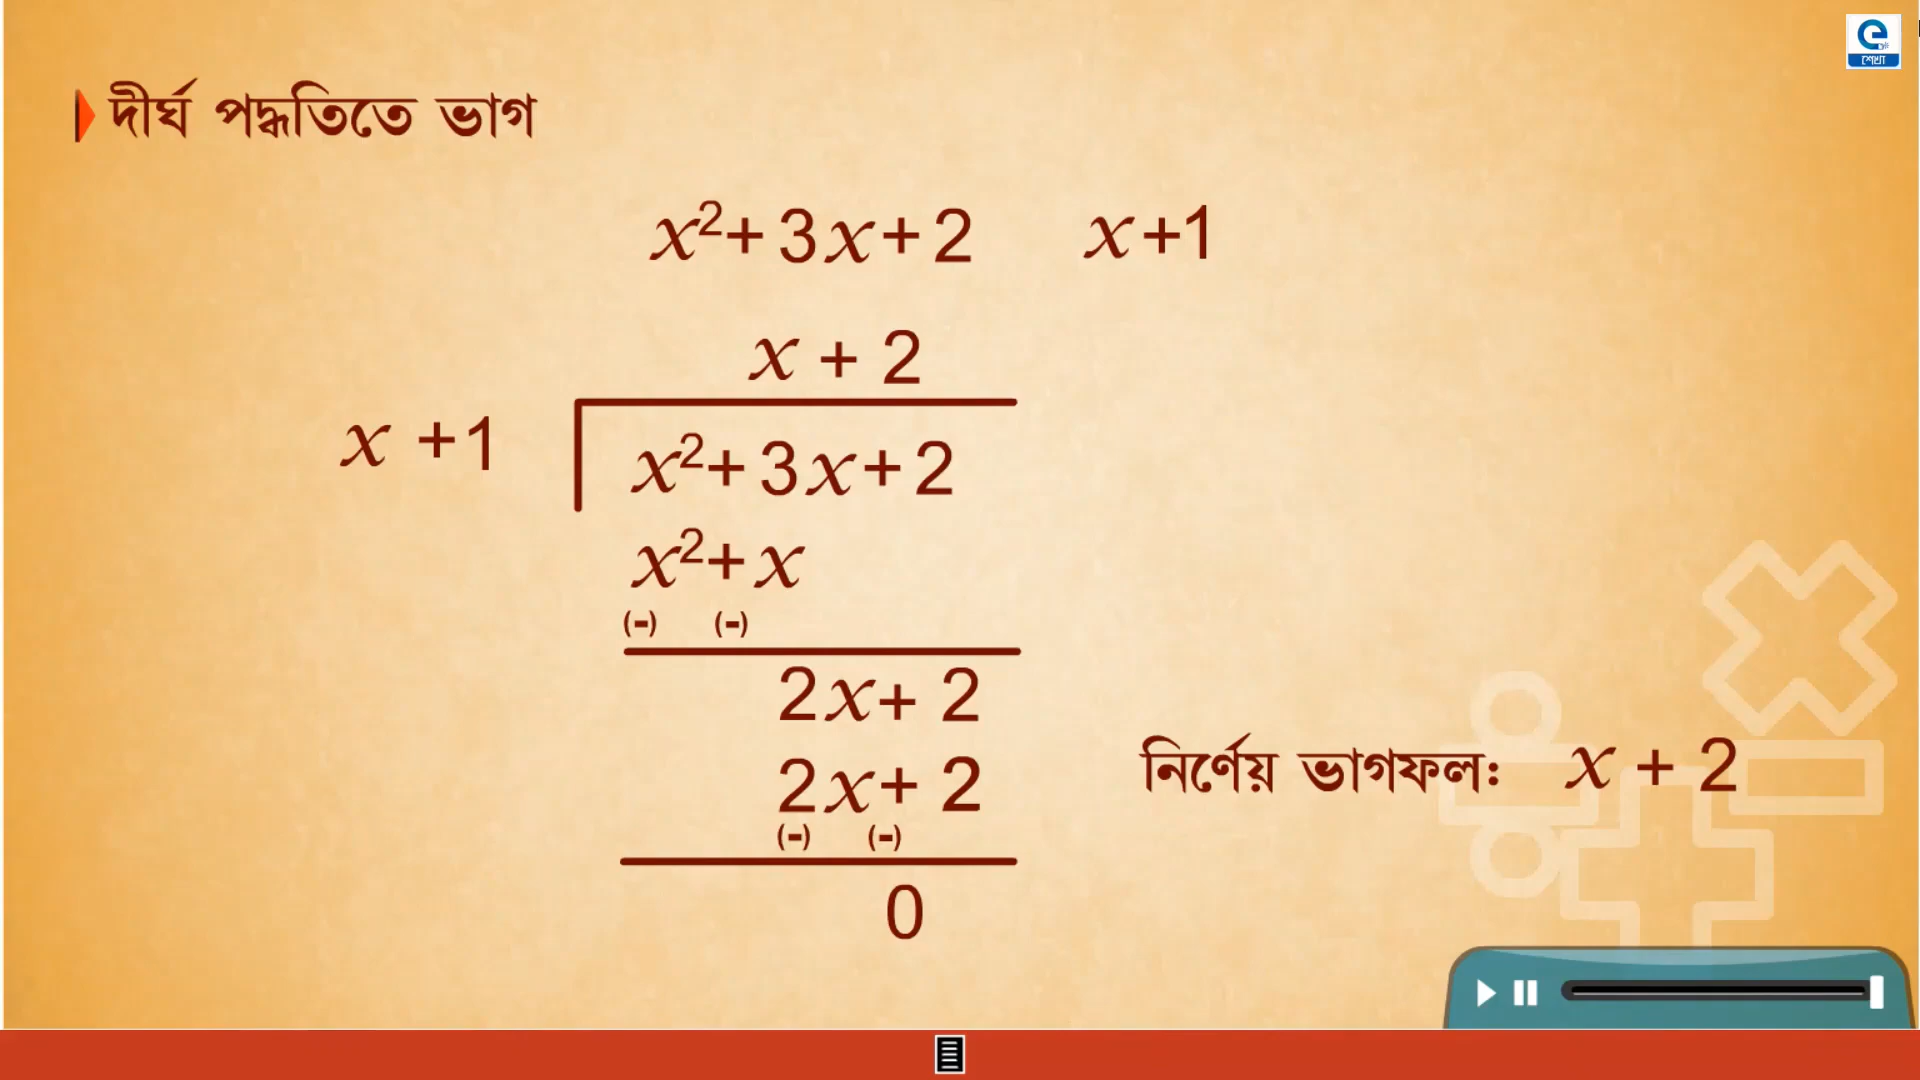 দীর্ঘ পদ্ধতিতে ভাগ
x²+3x+2 x+1
x + 2
x +1 x²+3x+2
x²+x
(-) (-)
2x+ 2
2x+ 2
(-) (-)
0
নির্ণেয় ভাগফলঃ x + 2
e
শেখা